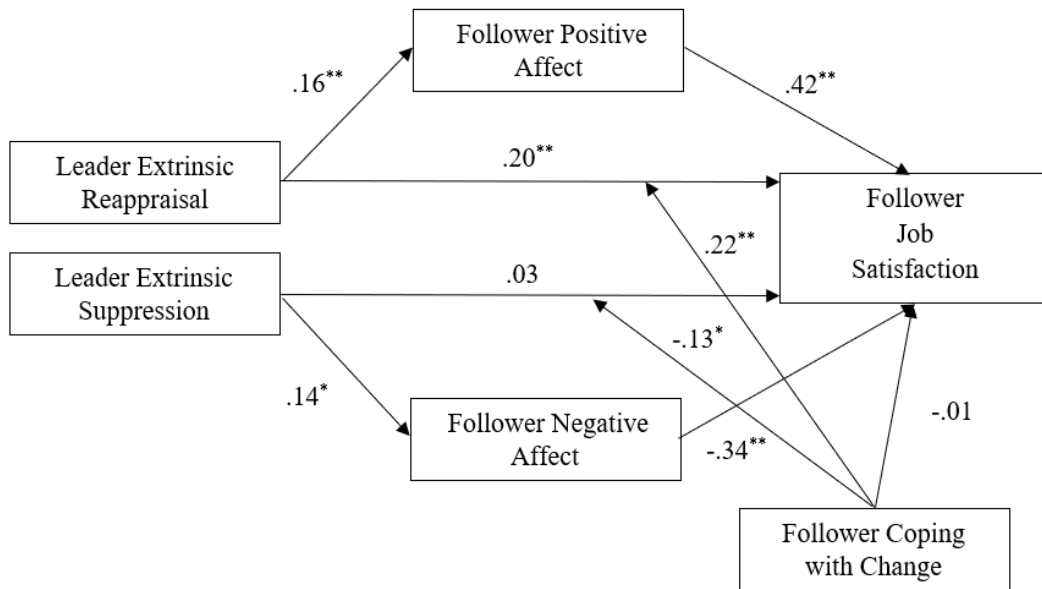 Follower Positive
Affect
.16**
.42**
Leader Extrinsic
Reappraisal
.20**
Follower
Job
Satisfaction
.22**
Leader Extrinsic
Suppression
.03
-.13*
.14*
Follower Negative
Affect
-.34**
-.01
Follower Coping
with Change